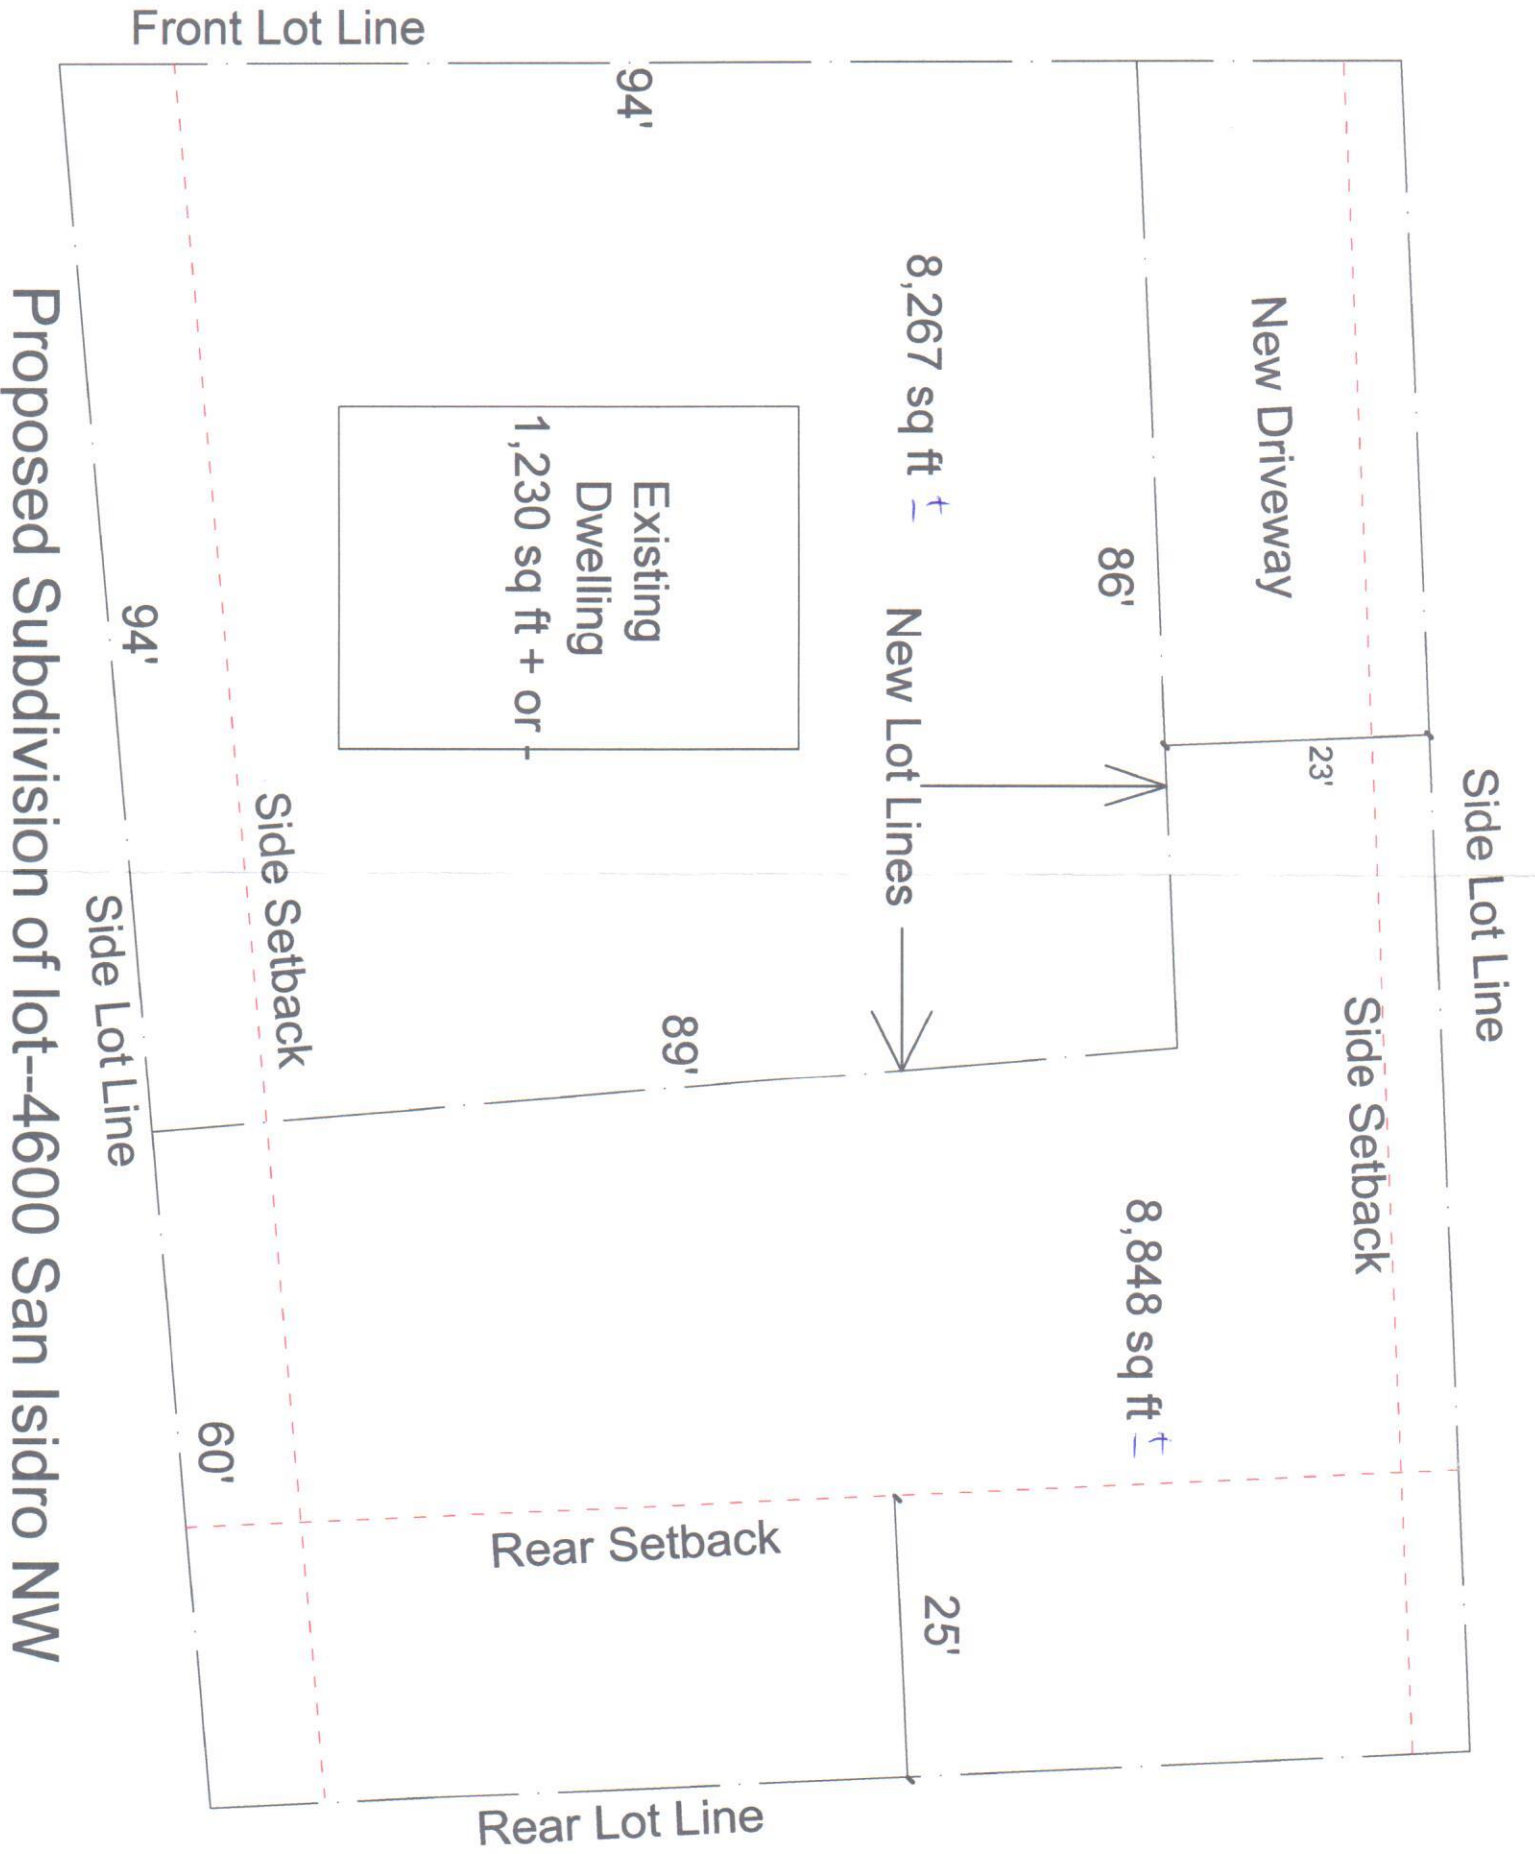 Front Lot Line
94'
New Driveway
8,267 sq ft ±
86'
23'
Side Lot Line
Existing
Dwelling
1,230 sq ft + or -
New Lot Lines
94'
Side Setback
Side Lot Line
89'
Side Setback
8,848 sq ft ±
60'
Rear Setback
25'
Rear Lot Line
Proposed Subdivision of lot--4600 San Isidro NW